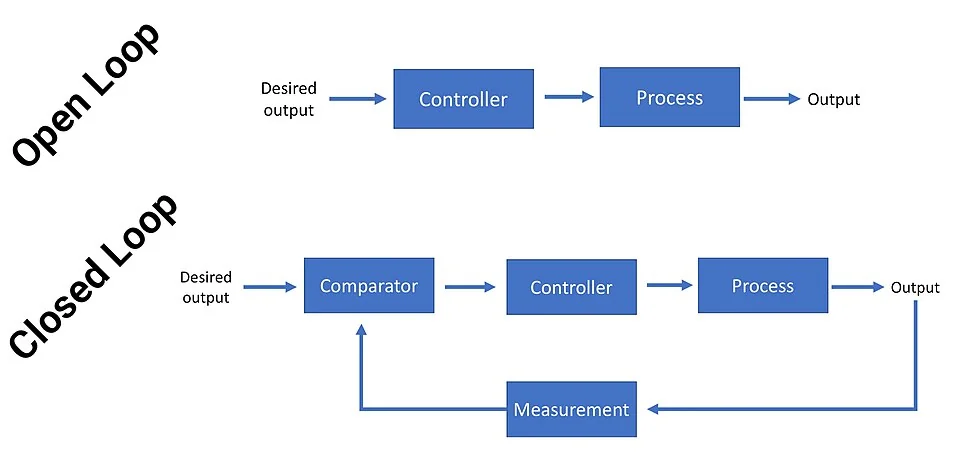 Open Loop
Desired
output
Controller
Process
Output
Closed Loop
Desired
output
Comparator
Controller
Process
Output
Measurement